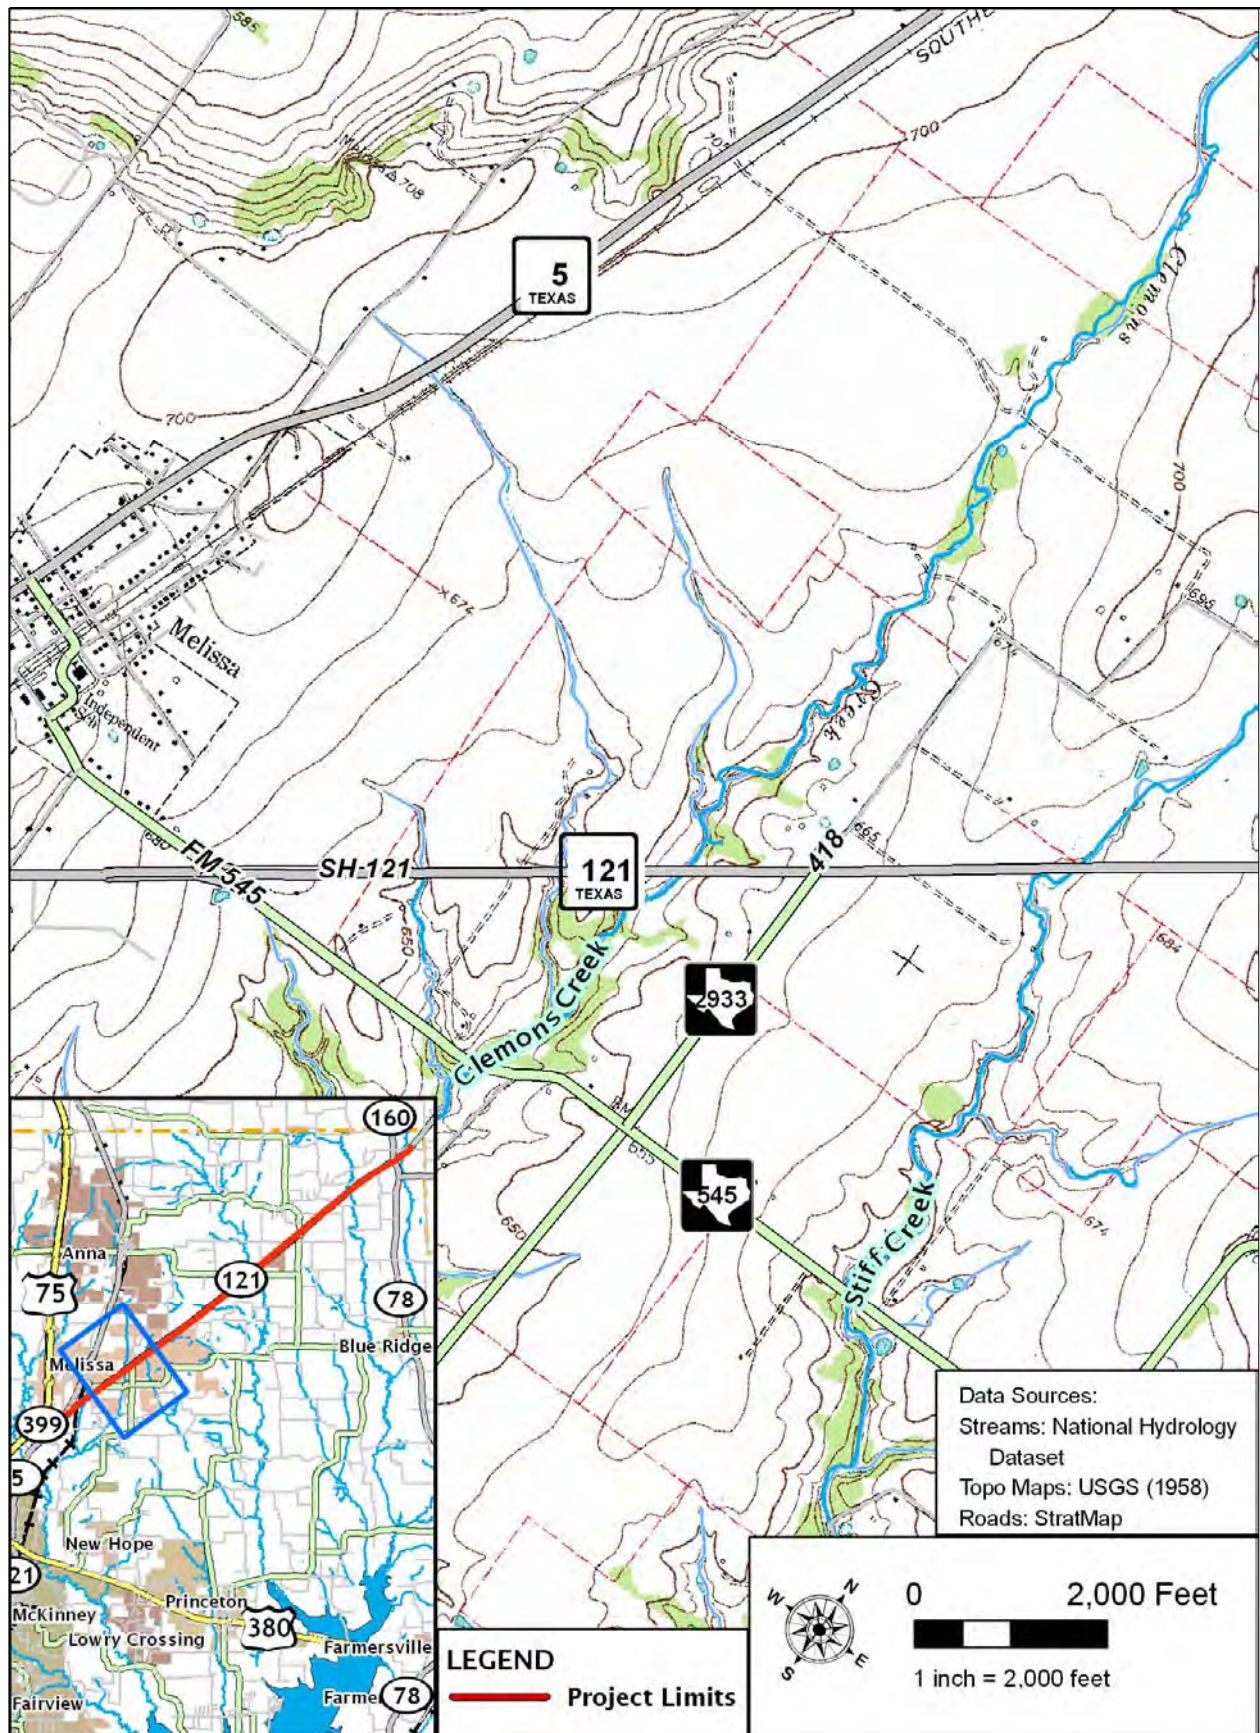 585
SOUTHE
700
708
5
TEXAS
Clemons
700
700
674
695
Melissa
674
Creek
Independent
Sch
680
FM 545
SH 121
121
TEXAS
418
665
650
684
Clemons Creek
2933
BM
655
545
650
Stiff Creek
674
160
Anna
75
121
78
Melissa
Blue Ridge
399
5
New Hope
21
Princeton
McKinney
380
Lowry Crossing
Farmersville
Fairview
Farme
78
Data Sources:
Streams: National Hydrology
Dataset
Topo Maps: USGS (1958)
Roads: StratMap
LEGEND
Project Limits
W
N
S
E
0
2,000 Feet
1 inch = 2,000 feet